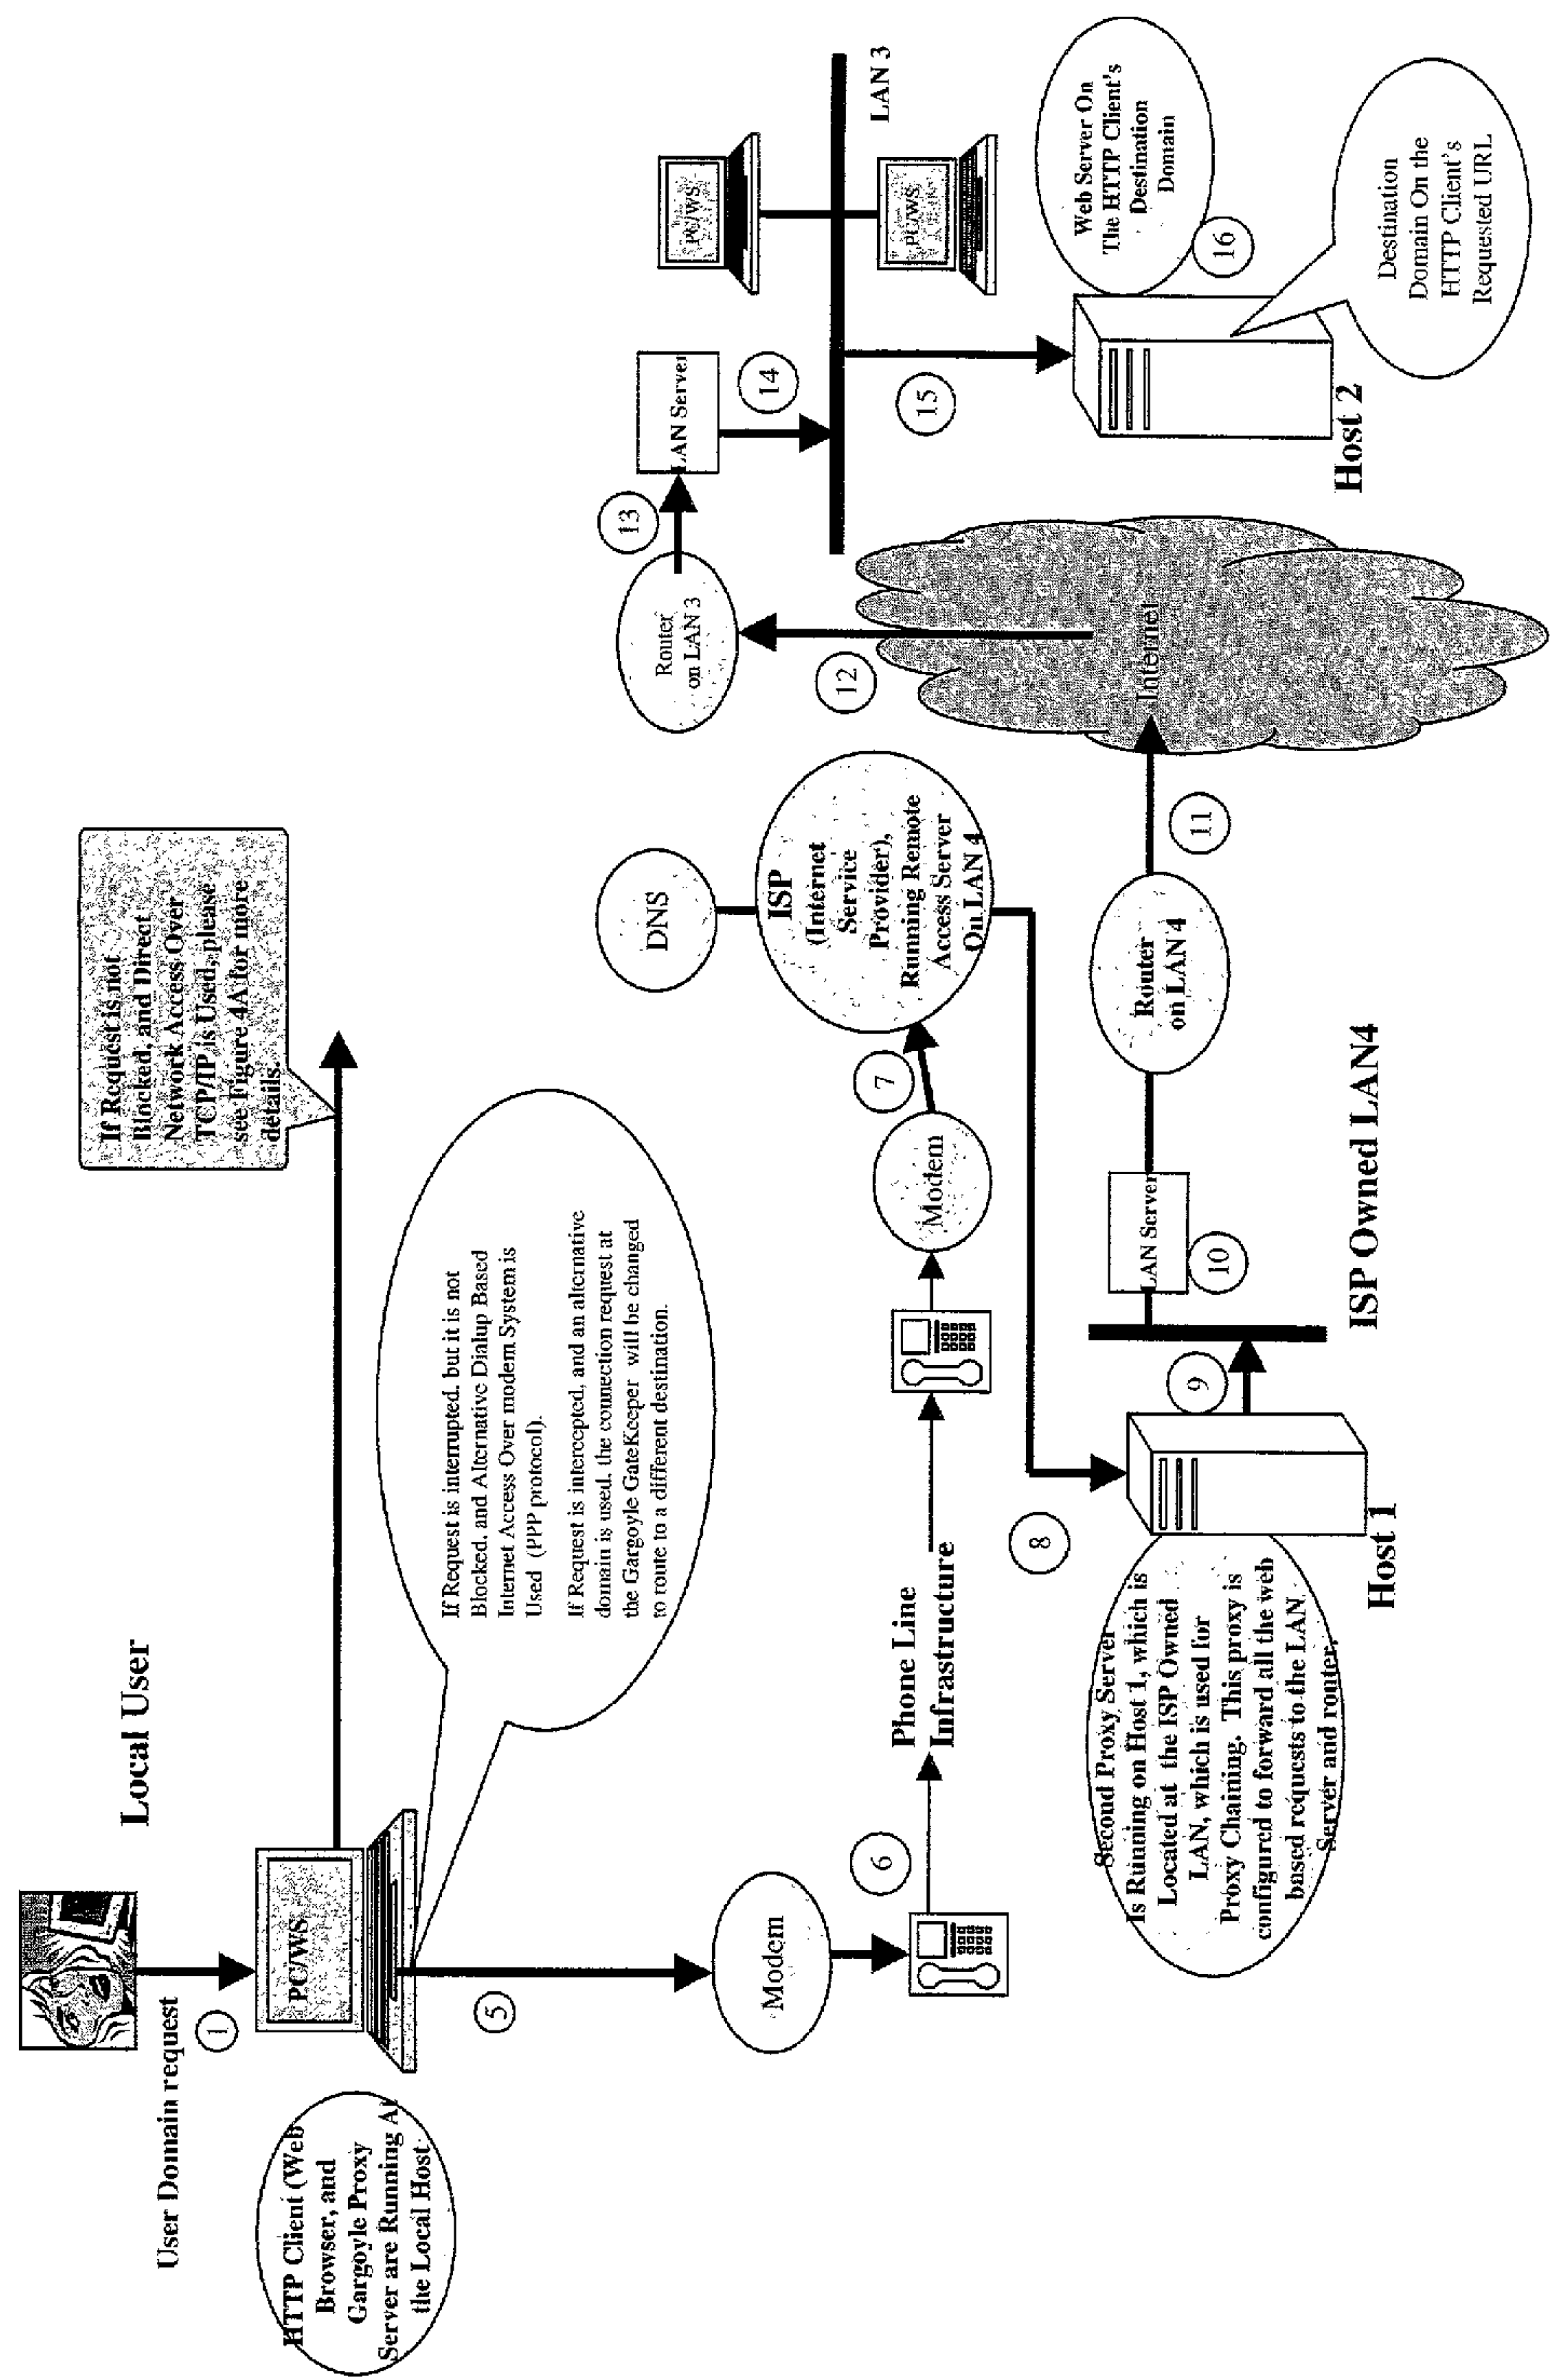 Local User
User Domain request
1
PC/WS
HTTP Client (Web
Browser, and
Gargoyle Proxy
Server are Running At
the Local Host
If Request is not
Blocked, and Direct
Network Access Over
TCP/IP is Used, please
see Figure 4A for more
details.
If Request is interrupted, but it is not
Blocked, and Alternative Dialup Based
Internet Access Over modem System is
Used (PPP protocol).
If Request is intercepted, and an alternative
domain is used, the connection request at
the Gargoyle GateKeeper will be changed
to route to a different destination.
5
Modem
6
Phone Line
Infrastructure
Modem
7
DNS
ISP
(Internet
Service
Provider),
Running Remote
Access Server
On LAN 4
8
Second Proxy Server
Is Running on Host 1, which is
Located at the ISP Owned
LAN, which is used for
Proxy Chaining. This proxy is
configured to forward all the web
based requests to the LAN
Server and router.
Host 1
9
LAN Server
10
ISP Owned LAN4
Router
on LAN 4
11
Internet
12
Router
on LAN 3
13
LAN Server
14
PC/WS
PC/WS
LAN 3
15
Host 2
Web Server On
The HTTP Client's
Destination
Domain
16
Destination
Domain On the
HTTP Client's
Requested URL